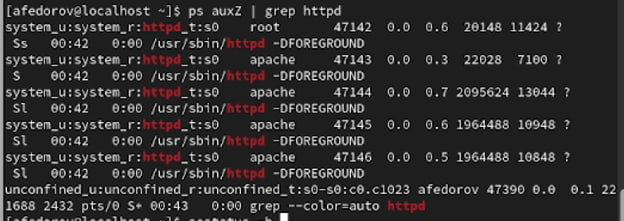 [afedorov@localhost ~]$ ps auxZ | grep httpd
system_u:system_r:httpd_t:s0    root    47142  0.0  0.6  20148 11424 ?
  Ss   00:42   0:00 /usr/sbin/httpd -DFOREGROUND
system_u:system_r:httpd_t:s0    apache    47143  0.0  0.3  22028  7100 ?
  S    00:42   0:00 /usr/sbin/httpd -DFOREGROUND
system_u:system_r:httpd_t:s0    apache    47144  0.0  0.7 2095624 13044 ?
  Sl   00:42   0:00 /usr/sbin/httpd -DFOREGROUND
system_u:system_r:httpd_t:s0    apache    47145  0.0  0.6 1964488 10948 ?
  Sl   00:42   0:00 /usr/sbin/httpd -DFOREGROUND
system_u:system_r:httpd_t:s0    apache    47146  0.0  0.5 1964488 10848 ?
  Sl   00:42   0:00 /usr/sbin/httpd -DFOREGROUND
unconfined_u:unconfined_r:unconfined_t:s0-s0:c0.c1023 afedorov 47390 0.0  0.1 22
1688 2432 pts/0 S+ 00:43   0:00 grep --color=auto httpd
[afedorov@localhost ~]$ sestatus -b